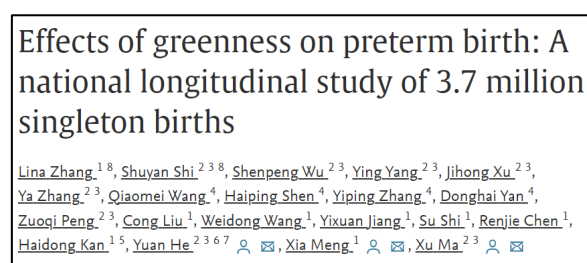 Effects of greenness on preterm birth: A
national longitudinal study of 3.7 million
singleton births
Lina Zhang 1 8, Shuyan Shi 2 3 8, Shenpeng Wu 2 3, Ying Yang 2 3, Jihong Xu 2 3,
Ya Zhang 2 3, Qiaomei Wang 4, Haiping Shen 4, Yiping Zhang 4, Donghai Yan 4,
Zuoqi Peng 2 3, Cong Liu 1, Weidong Wang 1, Yixuan Jiang 1, Su Shi 1, Renjie Chen 1,
Haidong Kan 1 5, Yuan He 2 3 6 7, Xia Meng 1, Xu Ma 2 3